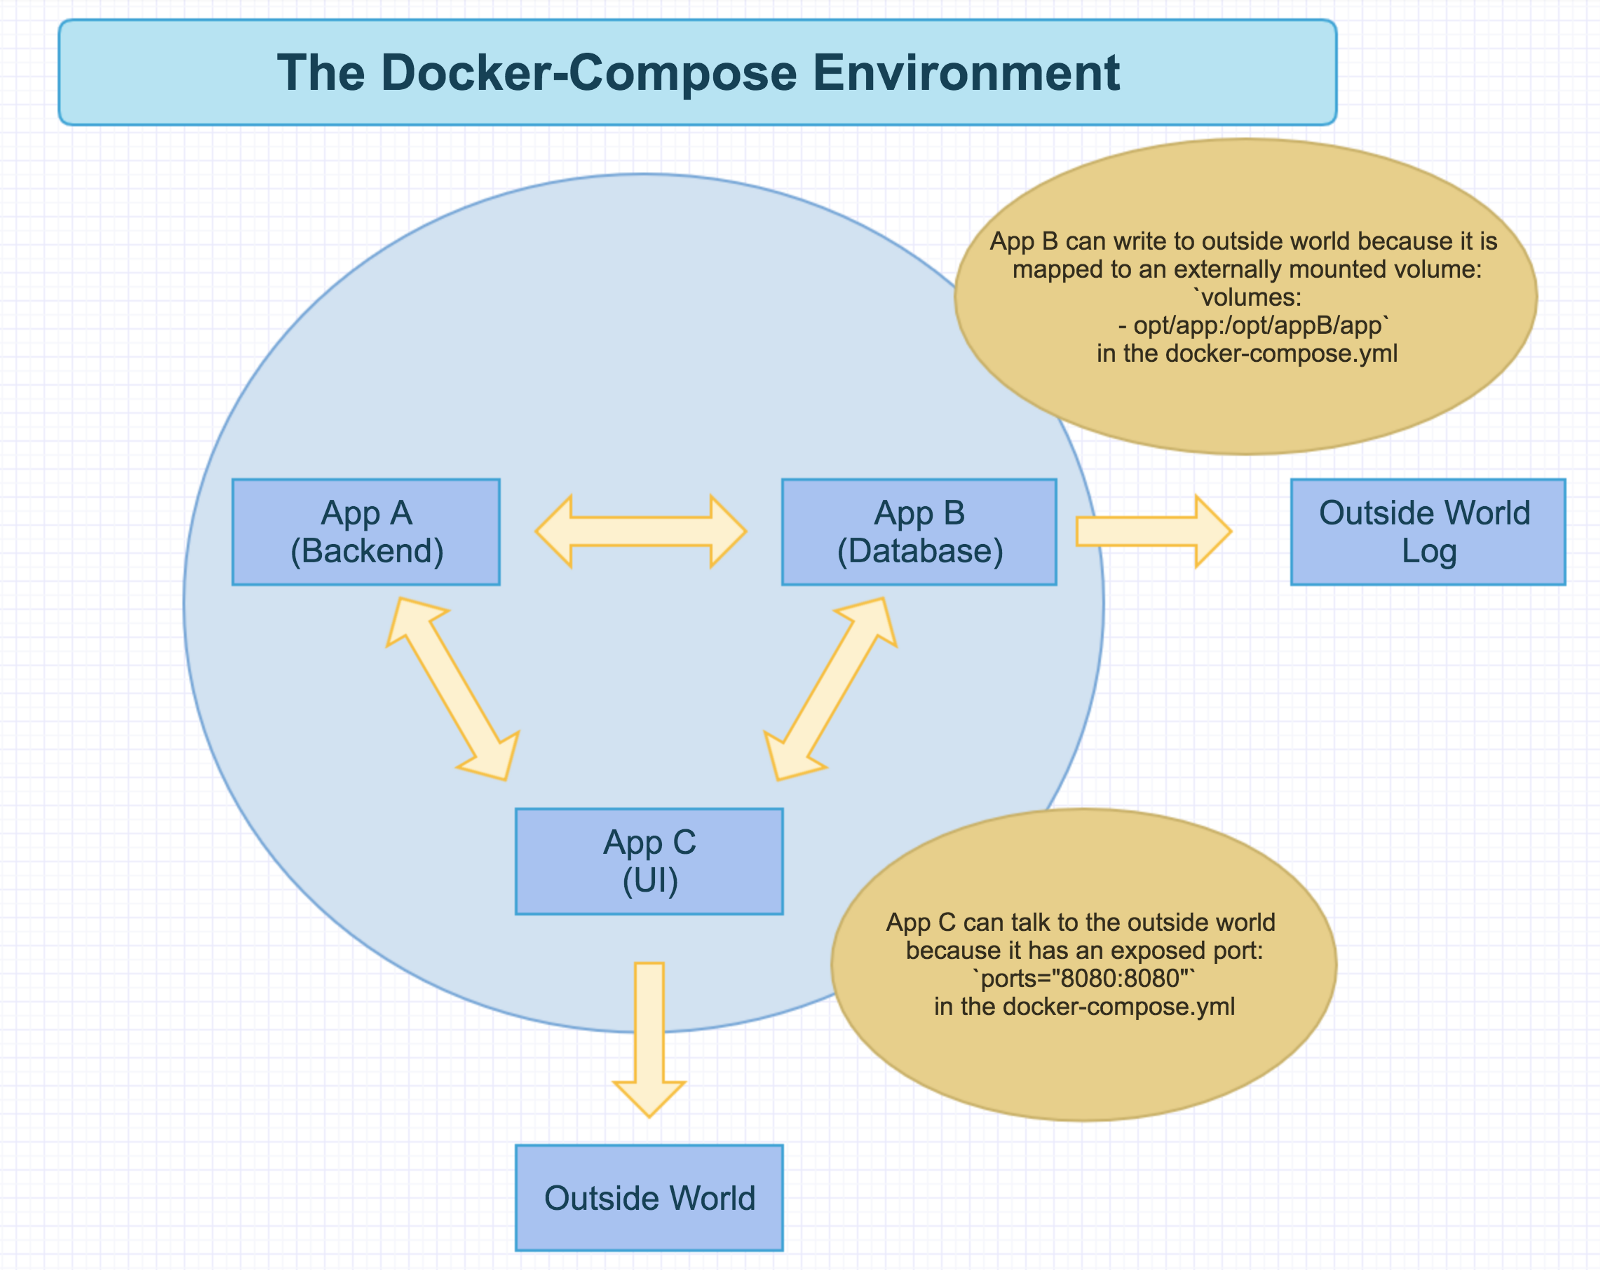 The Docker-Compose Environment
App B can write to outside world because it is
mapped to an externally mounted volume:
`volumes:
- opt/app:/opt/appB/app`
in the docker-compose.yml
App A
(Backend)
App B
(Database)
Outside World
Log
App C
(UI)
App C can talk to the outside world
because it has an exposed port:
`ports="8080:8080"`
in the docker-compose.yml
Outside World